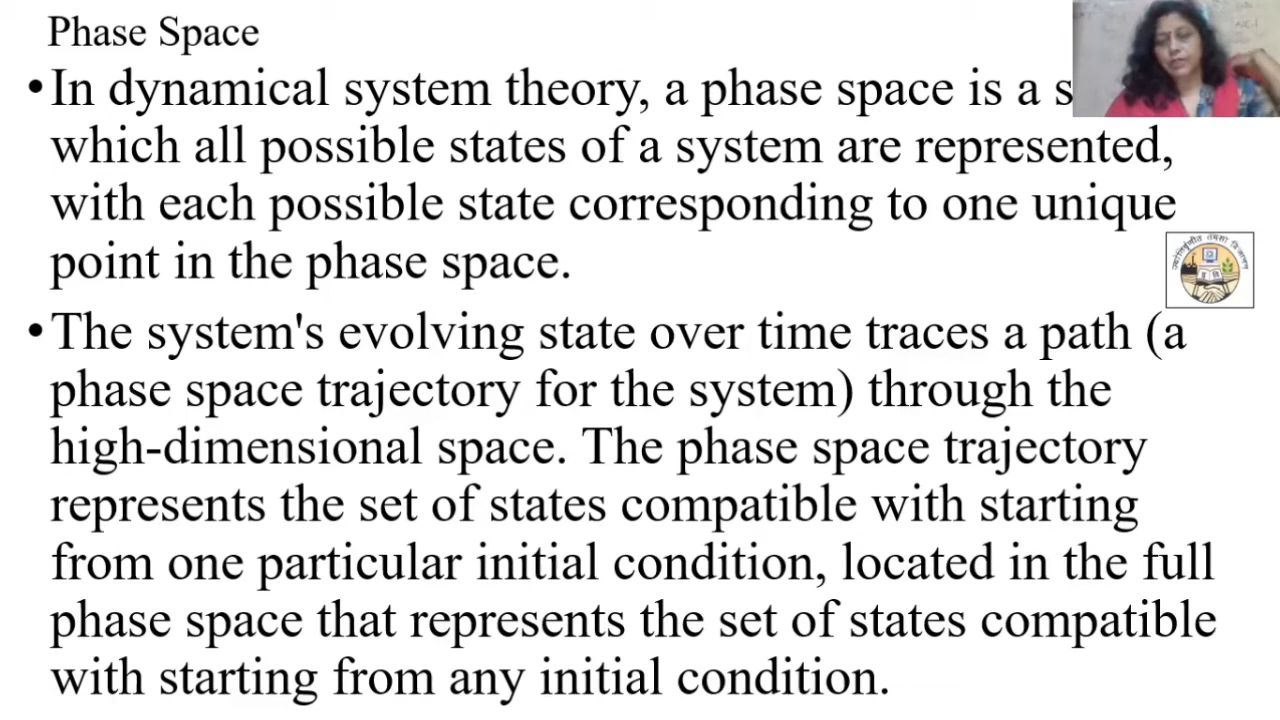 Phase Space
•In dynamical system theory, a phase space is a s
which all possible states of a system are represented,
with each possible state corresponding to one unique
point in the phase space.
•The system's evolving state over time traces a path (a
phase space trajectory for the system) through the
high-dimensional space. The phase space trajectory
represents the set of states compatible with starting
from one particular initial condition, located in the full
phase space that represents the set of states compatible
with starting from any initial condition.